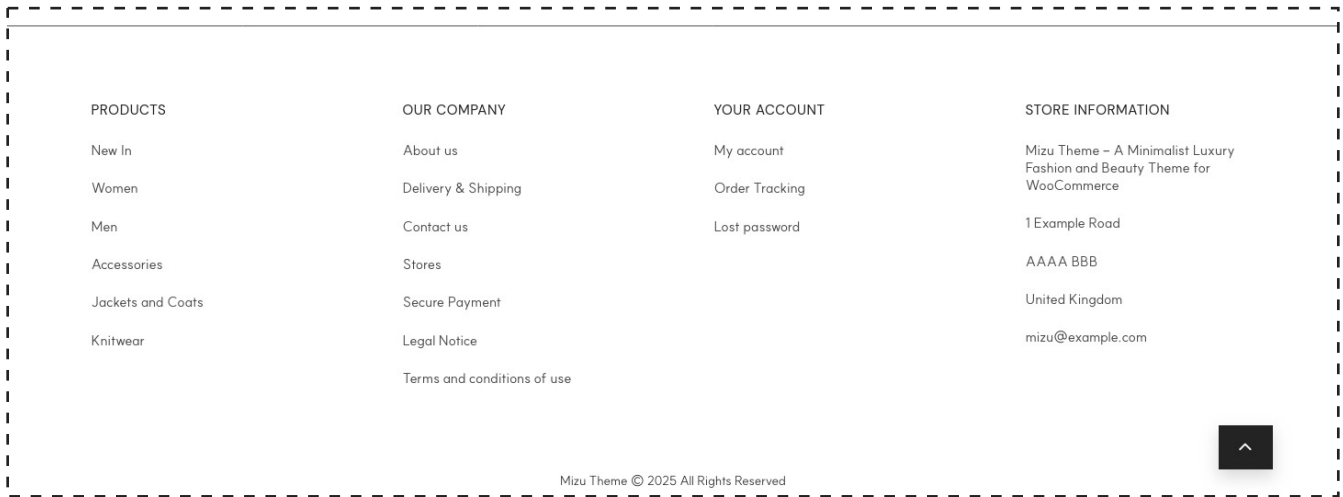 PRODUCTS
New In
Women
Men
Accessories
Jackets and Coats
Knitwear
OUR COMPANY
About us
Delivery & Shipping
Contact us
Stores
Secure Payment
Legal Notice
Terms and conditions of use
YOUR ACCOUNT
My account
Order Tracking
Lost password
STORE INFORMATION
Mizu Theme – A Minimalist Luxury
Fashion and Beauty Theme for
WooCommerce
1 Example Road
AAAA BBB
United Kingdom
mizu@example.com
Mizu Theme © 2025 All Rights Reserved